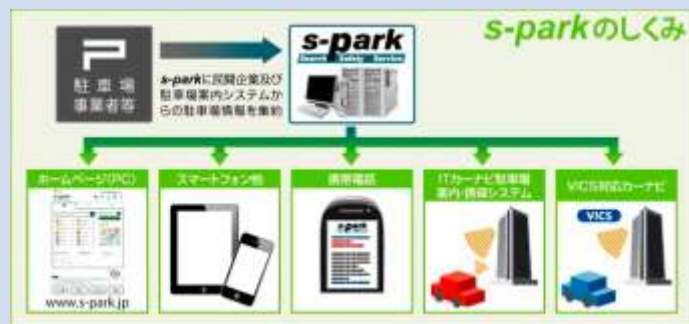 s-parkのしくみ
P
駐車場
事業者等
s-parkに民間企業及び
駐車場案内システムか
らの駐車場情報を集約
s-park
Search Safety Service
ホームページ(PC)
www.s-park.jp
スマートフォン他
携帯電話
s-park
ITカーナビ駐車場
案内・誘導システム
VICS対応カーナビ
VICS